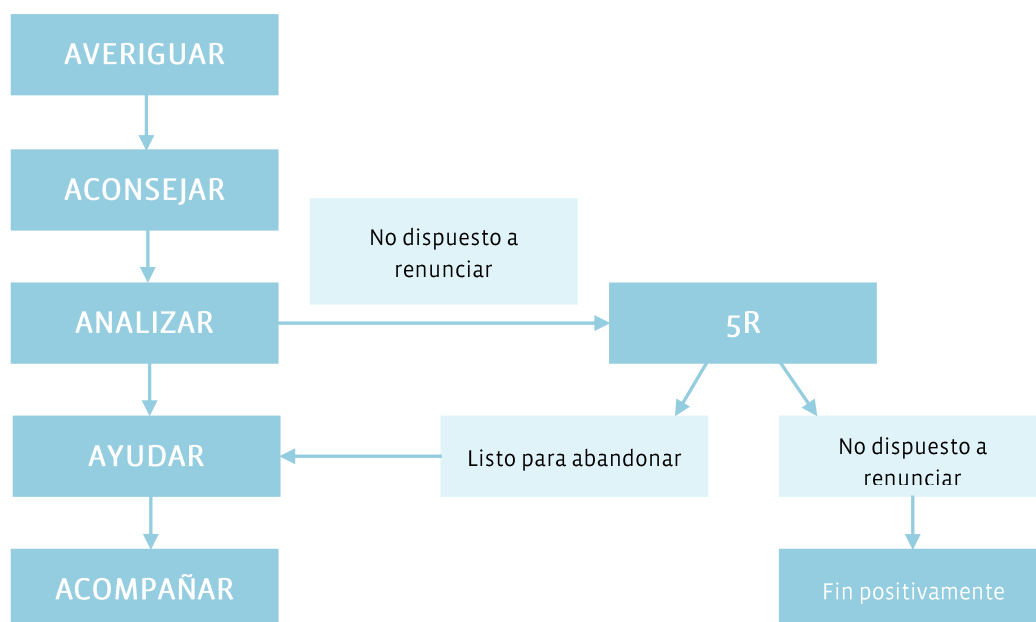 AVERIGUAR
ACONSEJAR
No dispuesto a
renunciar
ANALIZAR
5R
AYUDAR
Listo para abandonar
No dispuesto a
renunciar
ACOMPAÑAR
Fin positivamente